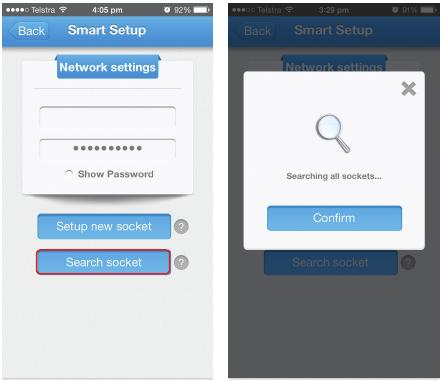 Telstra 4:05 pm 92%
Back Smart Setup
Network settings
••••••••••
Show Password
Setup new socket ?
Search socket ?
Telstra 3:29 pm 91%
Back Smart Setup
Network settings
Searching all sockets...
Confirm
Search socket ?